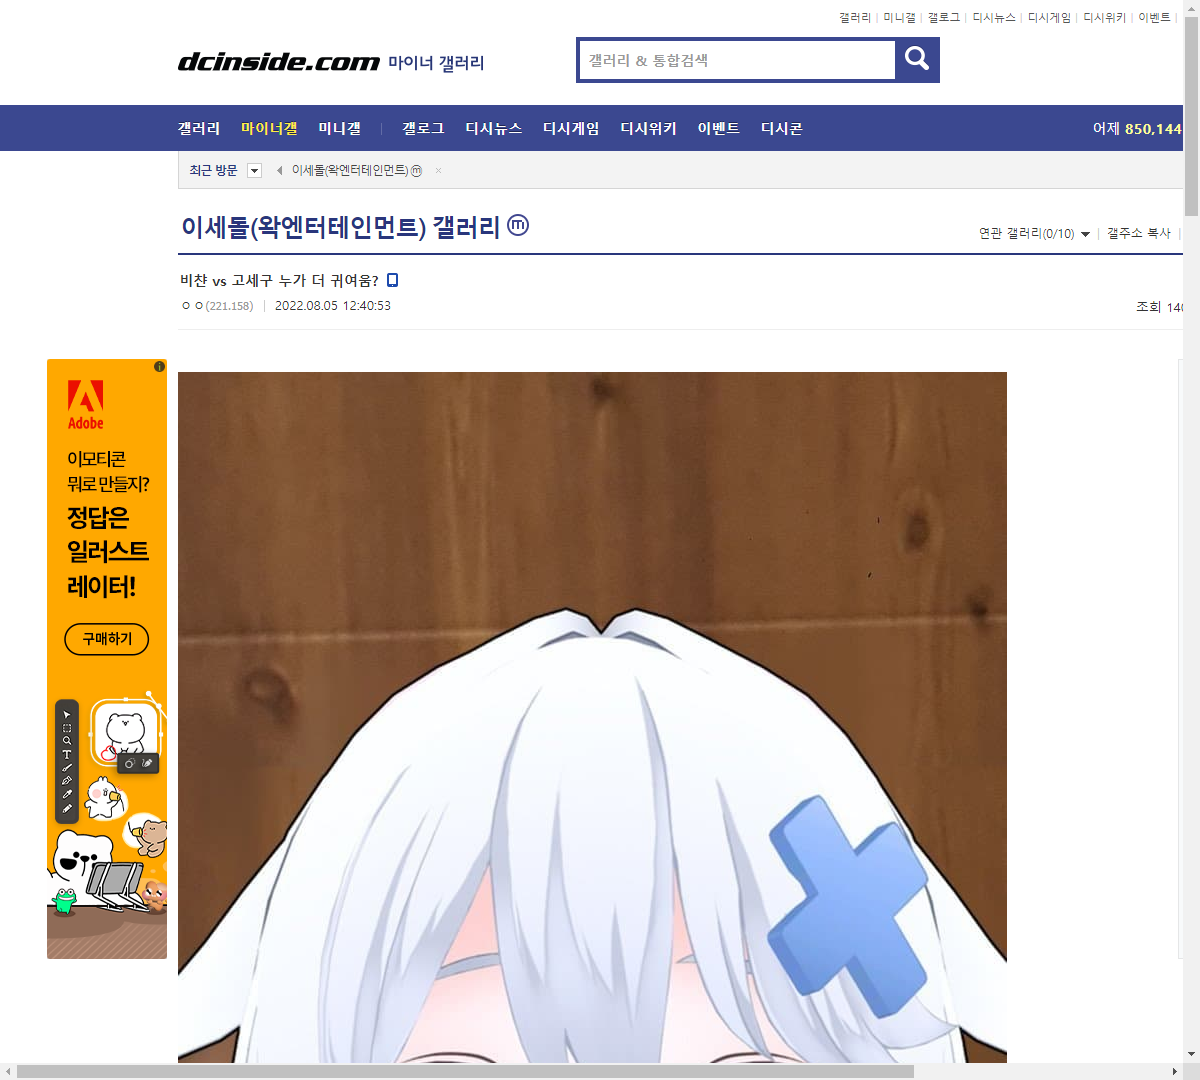 갤러리 | 미니갤 | 갤로그 | 디시뉴스 | 디시게임 | 디시위키 | 이벤트 |
dcinside.com 마이너 갤러리
갤러리 & 통합검색
갤러리 마이너갤 미니갤 | 갤로그 디시뉴스 디시게임 디시위키 이벤트 디시콘
어제 850,144
최근 방문
이세돌(왁엔터테인먼트) ⓜ ×
이세돌(왁엔터테인먼트) 갤러리 ⓜ
연관 갤러리(0/10) | 갤주소 복사 |
비챤 vs 고세구 누가 더 귀여움?
ㅇㅇ(221.158) | 2022.08.05 12:40:53
조회 140
Adobe
이모티콘
뭐로 만들지?
정답은
일러스트
레이터!
구매하기